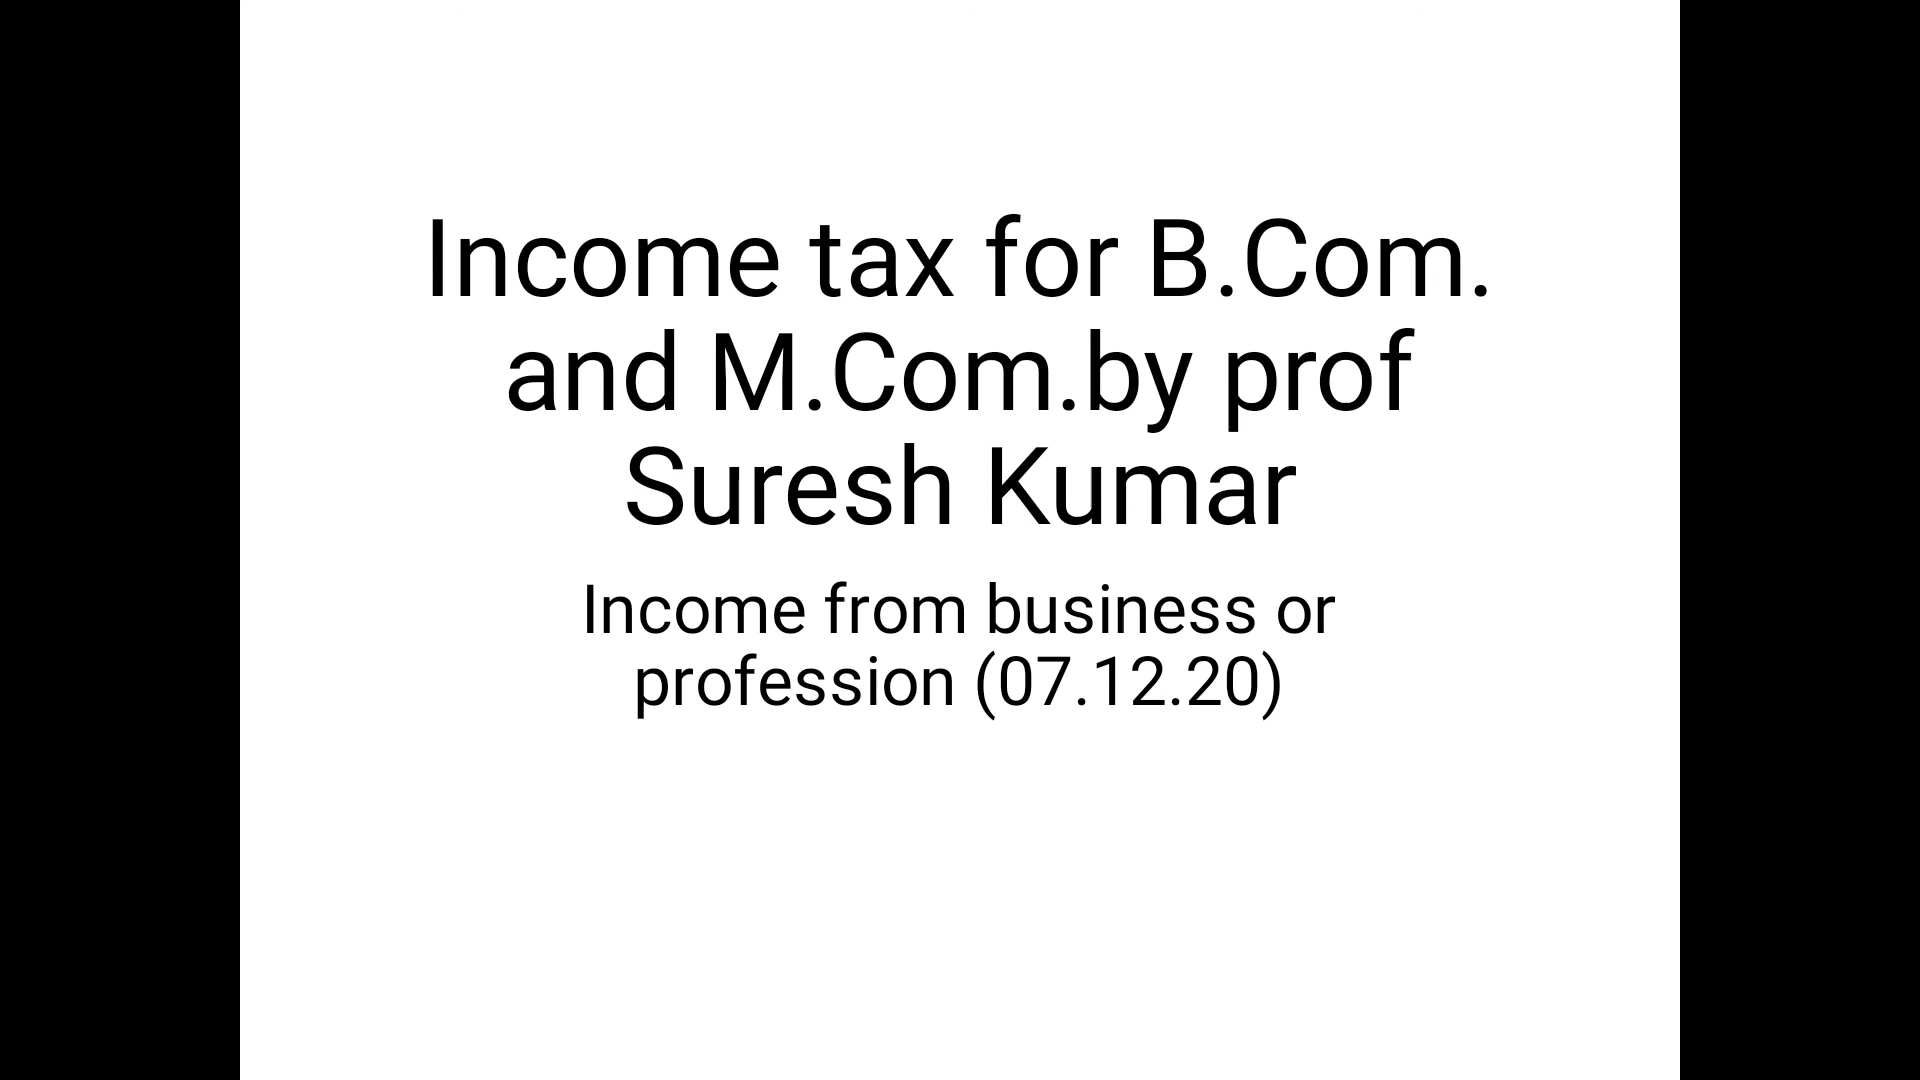 Income tax for B.Com.
and M.Com.by prof
Suresh Kumar
Income from business or
profession (07.12.20)